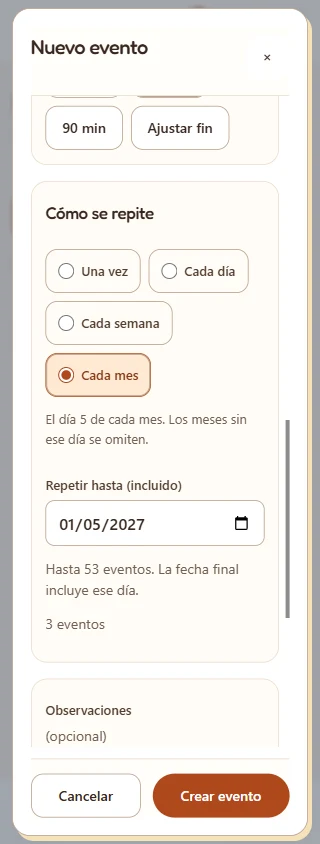 Nuevo evento
×
90 min
Ajustar fin
Cómo se repite
Una vez
Cada día
Cada semana
Cada mes
El día 5 de cada mes. Los meses sin
ese día se omiten.
Repetir hasta (incluido)
01/05/2027
Hasta 53 eventos. La fecha final
incluye ese día.
3 eventos
Observaciones
(opcional)
Cancelar
Crear evento